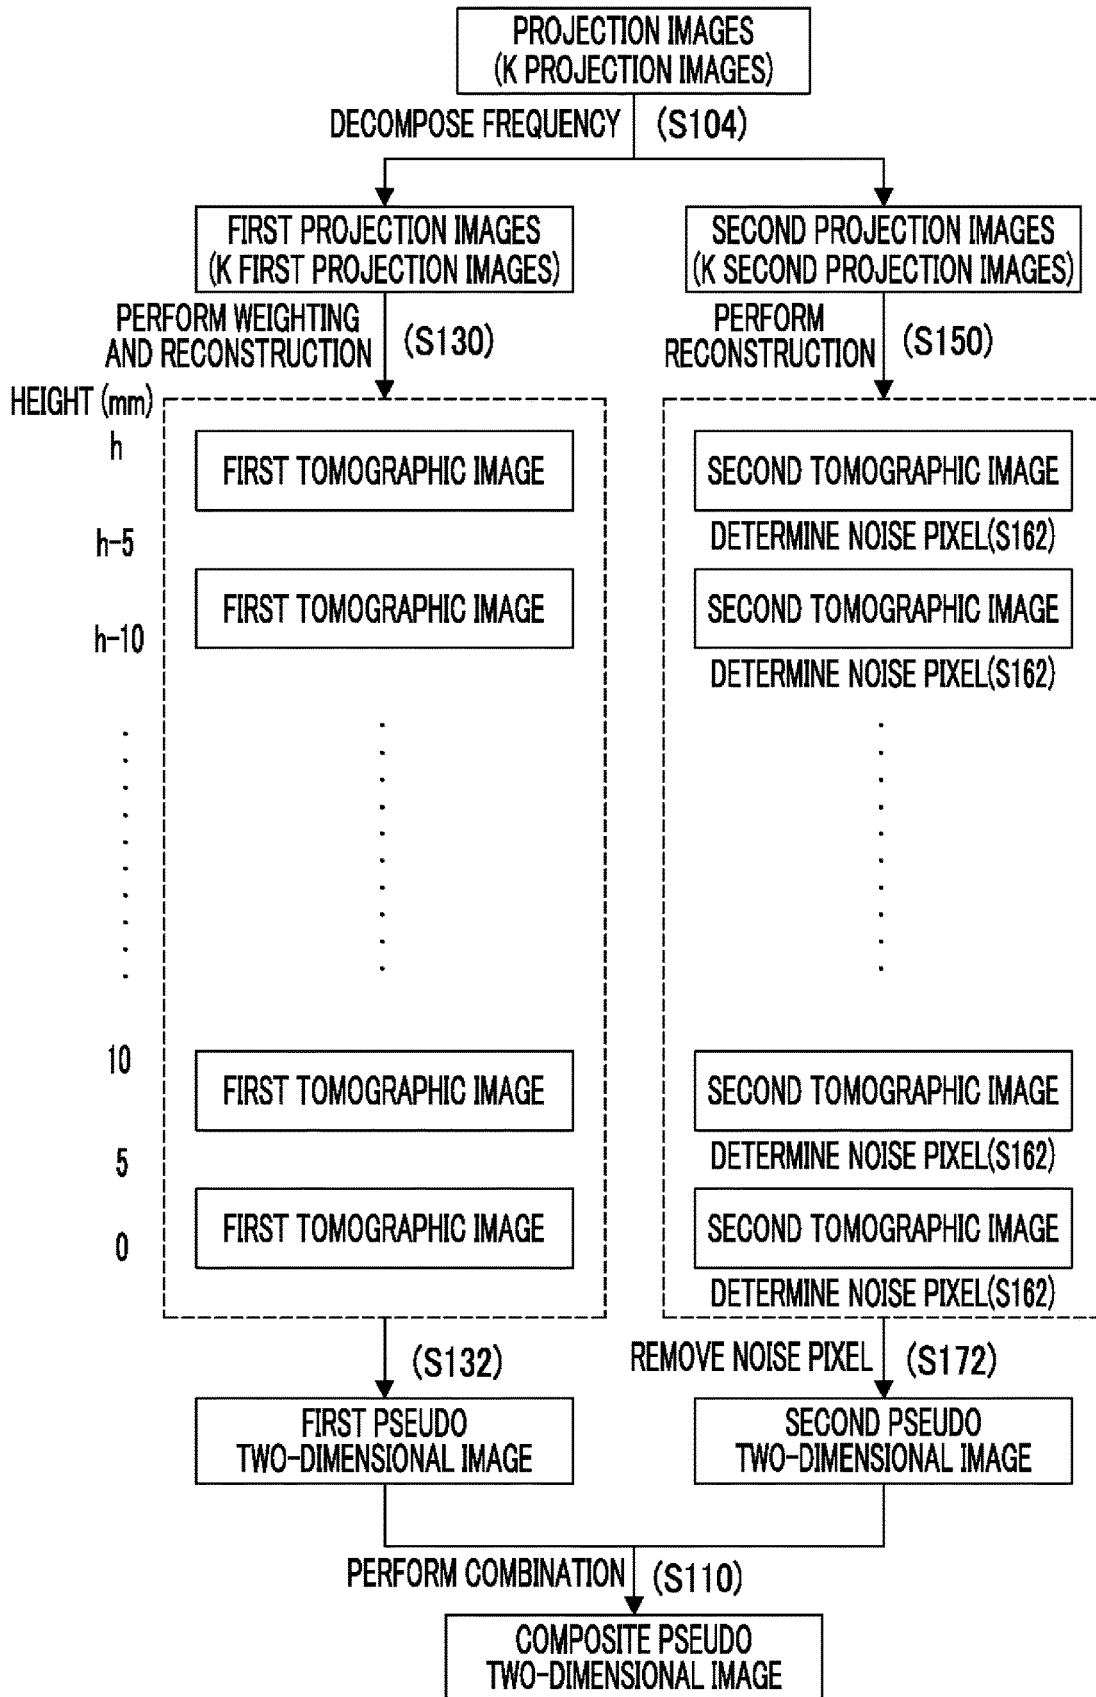 PROJECTION IMAGES
(K PROJECTION IMAGES)
DECOMPOSE FREQUENCY (S104)
FIRST PROJECTION IMAGES
(K FIRST PROJECTION IMAGES)
SECOND PROJECTION IMAGES
(K SECOND PROJECTION IMAGES)
PERFORM WEIGHTING
AND RECONSTRUCTION (S130)
PERFORM
RECONSTRUCTION (S150)
HEIGHT (mm)
h
FIRST TOMOGRAPHIC IMAGE
SECOND TOMOGRAPHIC IMAGE
h-5
DETERMINE NOISE PIXEL(S162)
FIRST TOMOGRAPHIC IMAGE
SECOND TOMOGRAPHIC IMAGE
h-10
DETERMINE NOISE PIXEL(S162)
10
FIRST TOMOGRAPHIC IMAGE
SECOND TOMOGRAPHIC IMAGE
5
DETERMINE NOISE PIXEL(S162)
FIRST TOMOGRAPHIC IMAGE
SECOND TOMOGRAPHIC IMAGE
0
DETERMINE NOISE PIXEL(S162)
(S132)
REMOVE NOISE PIXEL (S172)
FIRST PSEUDO
TWO-DIMENSIONAL IMAGE
SECOND PSEUDO
TWO-DIMENSIONAL IMAGE
PERFORM COMBINATION (S110)
COMPOSITE PSEUDO
TWO-DIMENSIONAL IMAGE